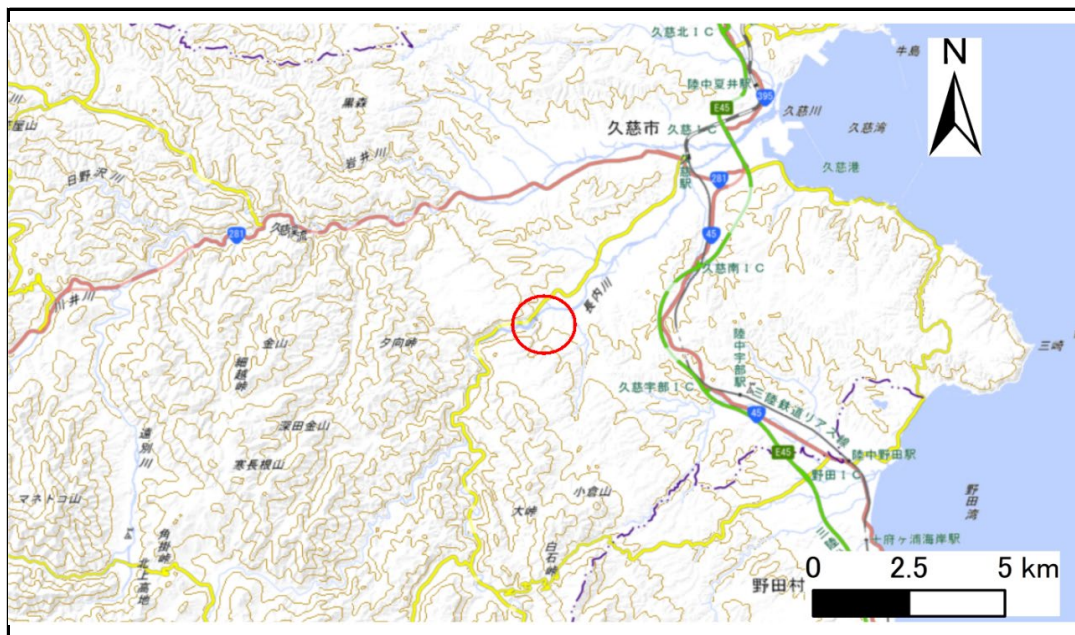 久慈北IC
牛島
N
陸中夏井駅
黒森
395
E45
久慈川
久慈市
久慈IC
久慈湾
岩井川
日野沢川
久慈駅
281
久慈港
281
45
久慈南IC
川井川
長内川
金山
夕向峠
細越峠
三崎
陸中宇部駅
久慈宇部IC
三陸鉄道リアス線
45
深田金山
遠別川
E45
陸中野田駅
寒長根山
野田IC
マネトコ山
小倉山
野田湾
大峠
角掛峠
白石峠
十府ヶ浦海岸駅
北上高地
野田村
0 2.5 5 km